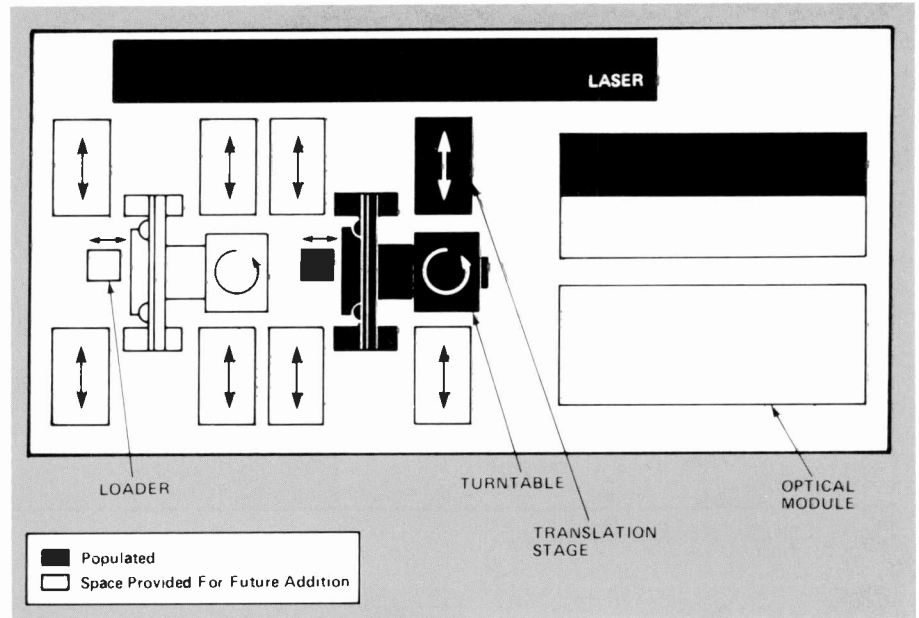 LASER
LOADER
TURNTABLE
TRANSLATION
STAGE
OPTICAL
MODULE
Populated
Space Provided For Future Addition